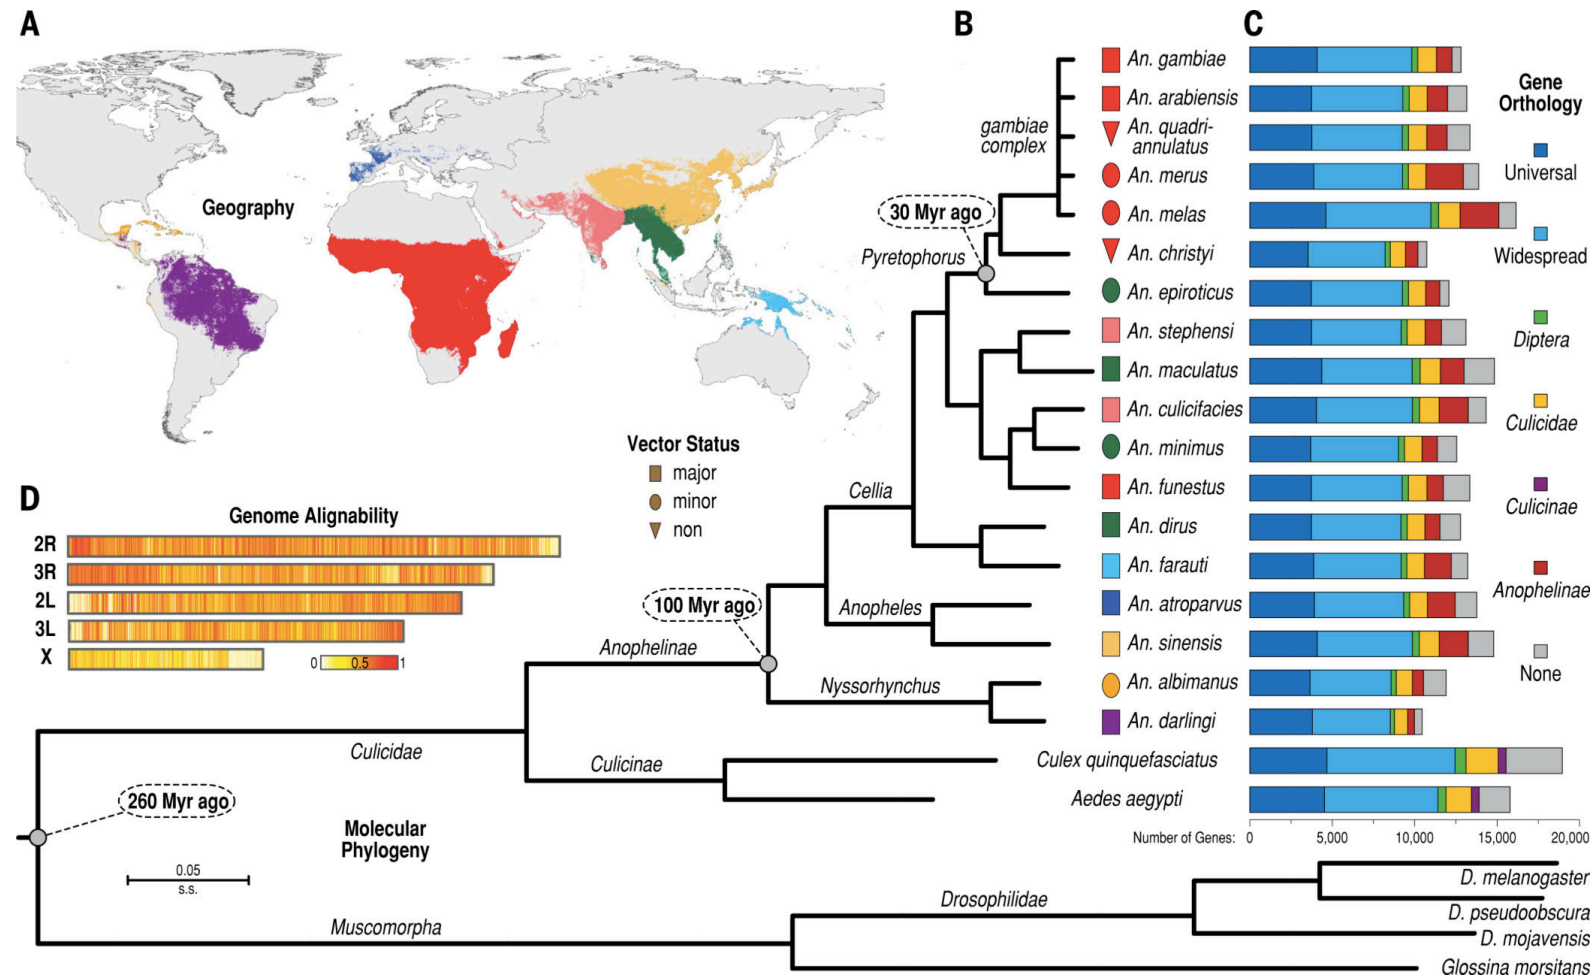 A
Geography
Vector Status
major
minor
non
D
Genome Alignability
2R
3R
2L
3L
X
0
0.5
1
B
gambiae
complex
30 Myr ago
Pyretophorus
Cellia
100 Myr ago
Anopheles
Anophelinae
Nyssorhynchus
Culicidae
Culicinae
260 Myr ago
Molecular
Phylogeny
0.05
s.s.
Muscomorpha
Drosophilidae
An. gambiae
An. arabiensis
An. quadri-
annulatus
An. merus
An. melas
An. christyi
An. epiroticus
An. stephensi
An. maculatus
An. culicifacies
An. minimus
An. funestus
An. dirus
An. farauti
An. atroparvus
An. sinensis
An. albimanus
An. darlingi
Culex quinquefasciatus
Aedes aegypti
D. melanogaster
D. pseudoobscura
D. mojavensis
Glossina morsitans
C
Gene
Orthology
Universal
Widespread
Diptera
Culicidae
Culicinae
Anophelinae
None
Number of Genes: 0 5,000 10,000 15,000 20,000